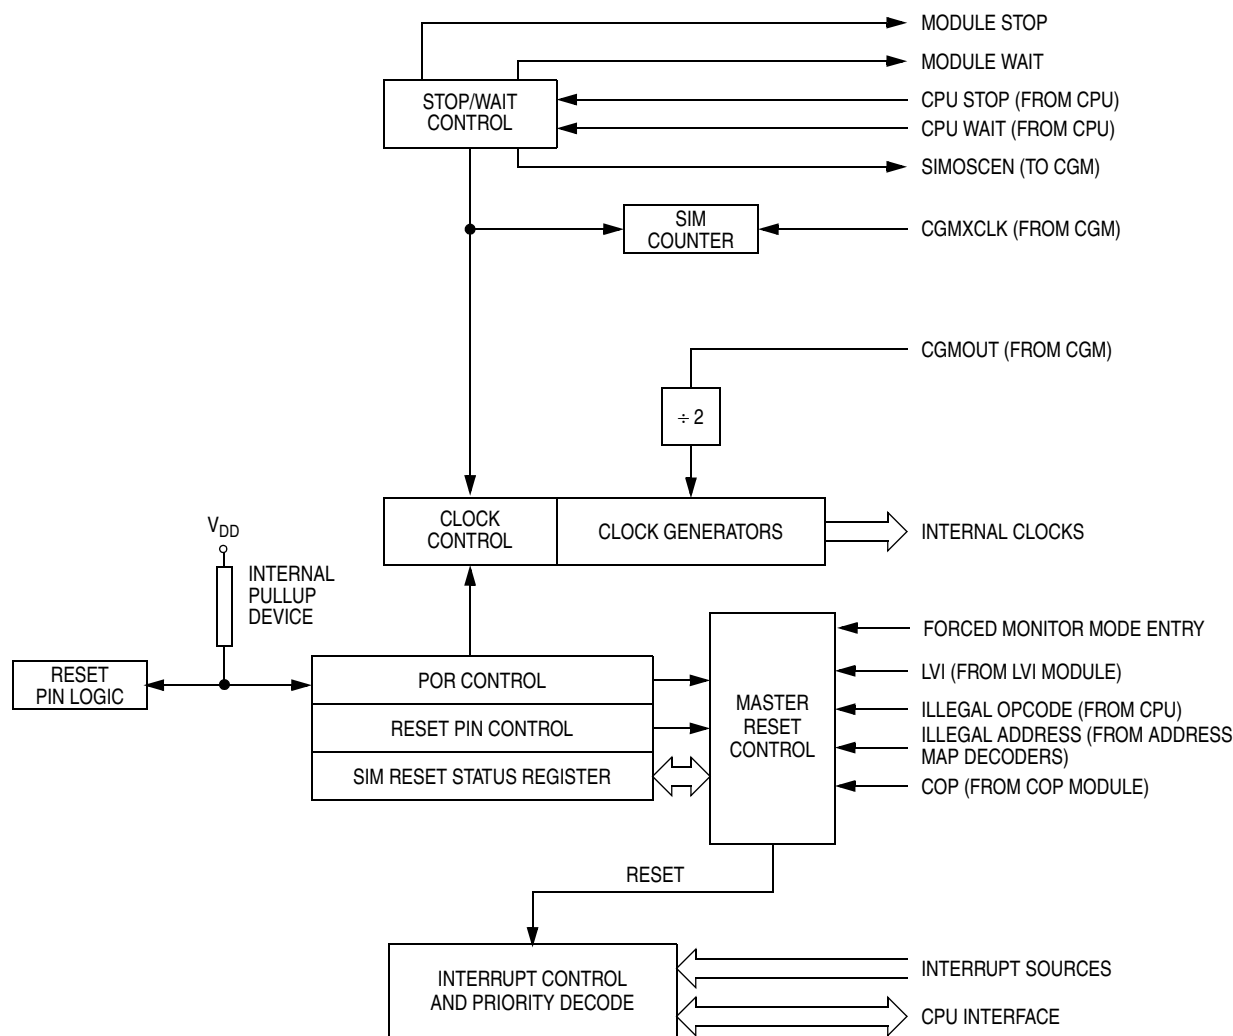 MODULE STOP
MODULE WAIT
STOP/WAIT
CONTROL
CPU STOP (FROM CPU)
CPU WAIT (FROM CPU)
SIMOSCEN (TO CGM)
SIM
COUNTER
CGMXCLK (FROM CGM)
CGMOUT (FROM CGM)
÷ 2
CLOCK
CONTROL
CLOCK GENERATORS
INTERNAL CLOCKS
VDD
INTERNAL
PULLUP
DEVICE
FORCED MONITOR MODE ENTRY
RESET
PIN LOGIC
POR CONTROL
LVI (FROM LVI MODULE)
RESET PIN CONTROL
MASTER
RESET
CONTROL
ILLEGAL OPCODE (FROM CPU)
ILLEGAL ADDRESS (FROM ADDRESS
MAP DECODERS)
SIM RESET STATUS REGISTER
COP (FROM COP MODULE)
RESET
INTERRUPT CONTROL
AND PRIORITY DECODE
INTERRUPT SOURCES
CPU INTERFACE